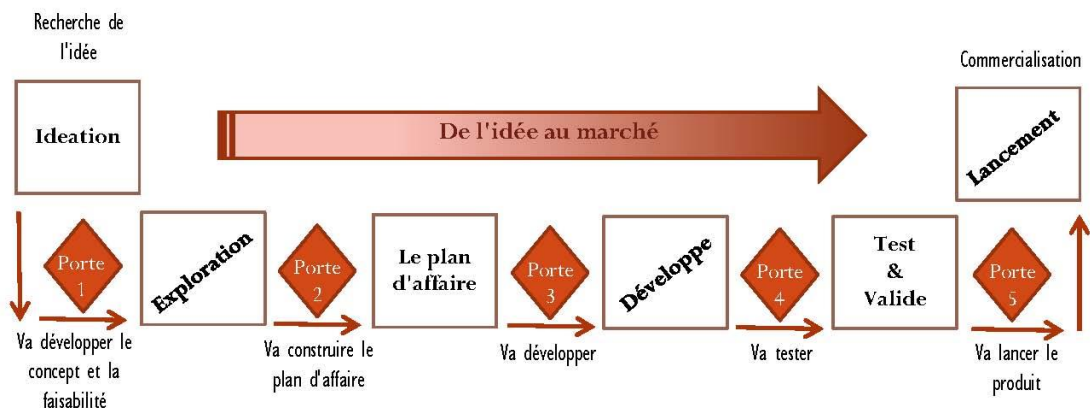 Recherche de
l'idée
Commercialisation
Ideation
De l'idée au marché
Lancement
Porte
1
Exploration
Porte
2
Le plan
d'affaire
Porte
3
Développe
Porte
4
Test
&
Valide
Porte
5
Va développer le
concept et la
faisabilité
Va construire le
plan d'affaire
Va développer
Va tester
Va lancer le
produit